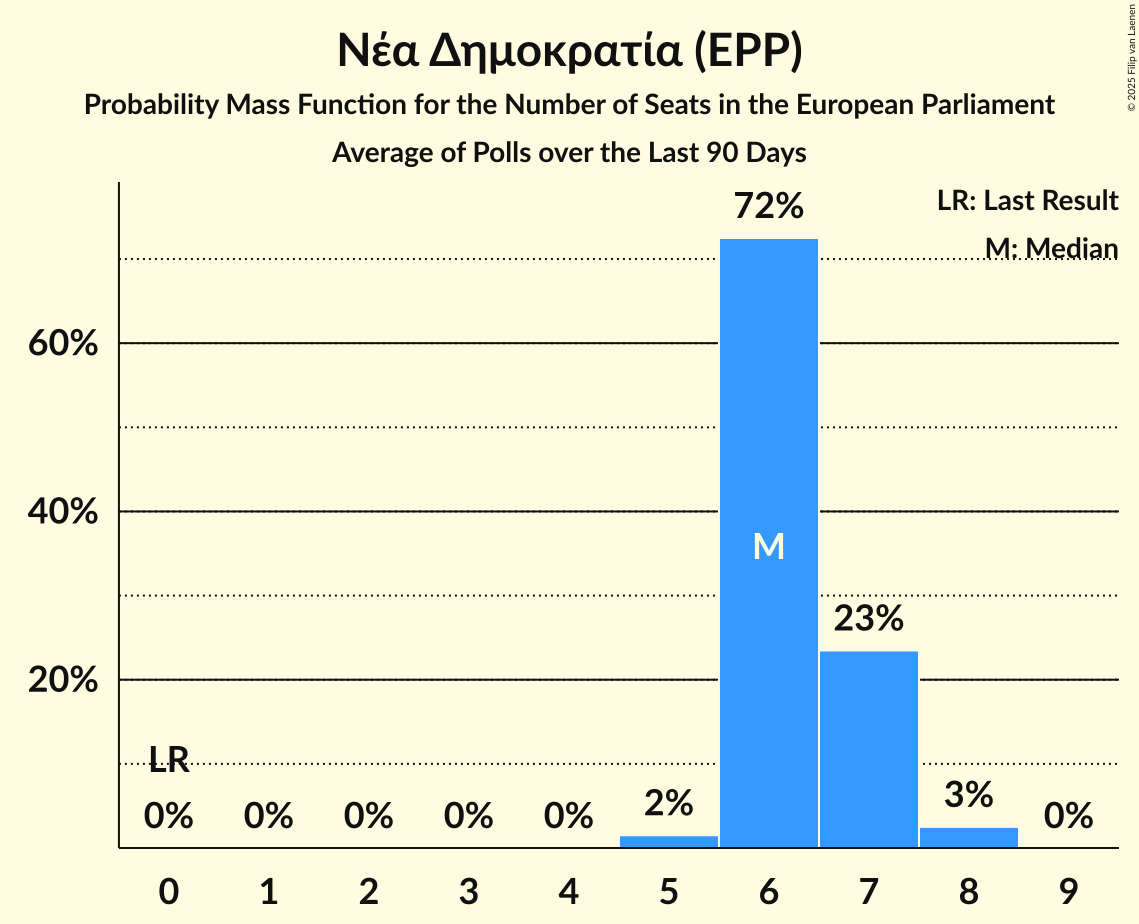 Νέα Δημοκρατία (EPP)
Probability Mass Function for the Number of Seats in the European Parliament
Average of Polls over the Last 90 Days
© 2025 Filip van Laenen
LR: Last Result
M: Median
72%
60%
40%
M
23%
20%
LR
0% 0% 0% 0% 0% 2% 3% 0%
0 1 2 3 4 5 6 7 8 9